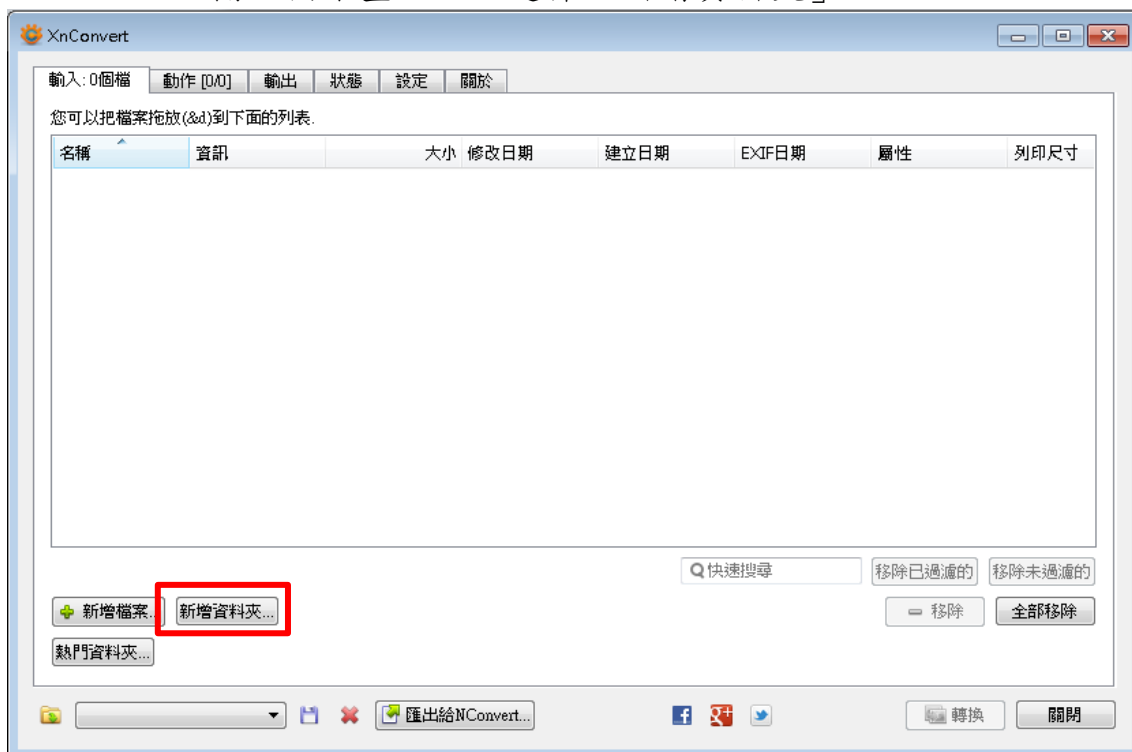 XnConvert
輸入: 0個檔 動作 [0/0] 輸出 狀態 設定 關於
您可以把檔案拖放(&d)到下面的列表.
名稱 資訊 大小 修改日期 建立日期 EXIF日期 屬性 列印尺寸
快速搜尋 移除已過濾的 移除未過濾的
新增檔案... 新增資料夾... 移除 全部移除
熱門資料夾...
匯出給NConvert... 轉換 關閉